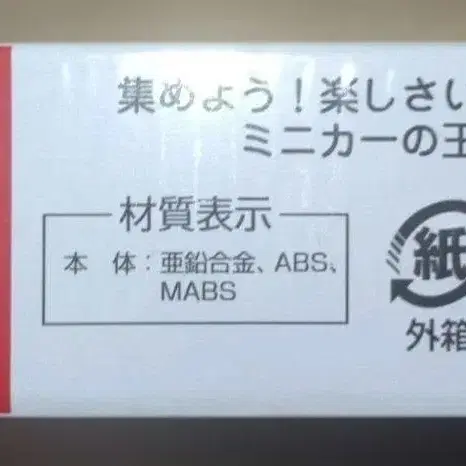 集めよう!楽しさい
ミニカーの王
材質表示
本 体：亜鉛合金、ABS、
MABS
紙
外箱